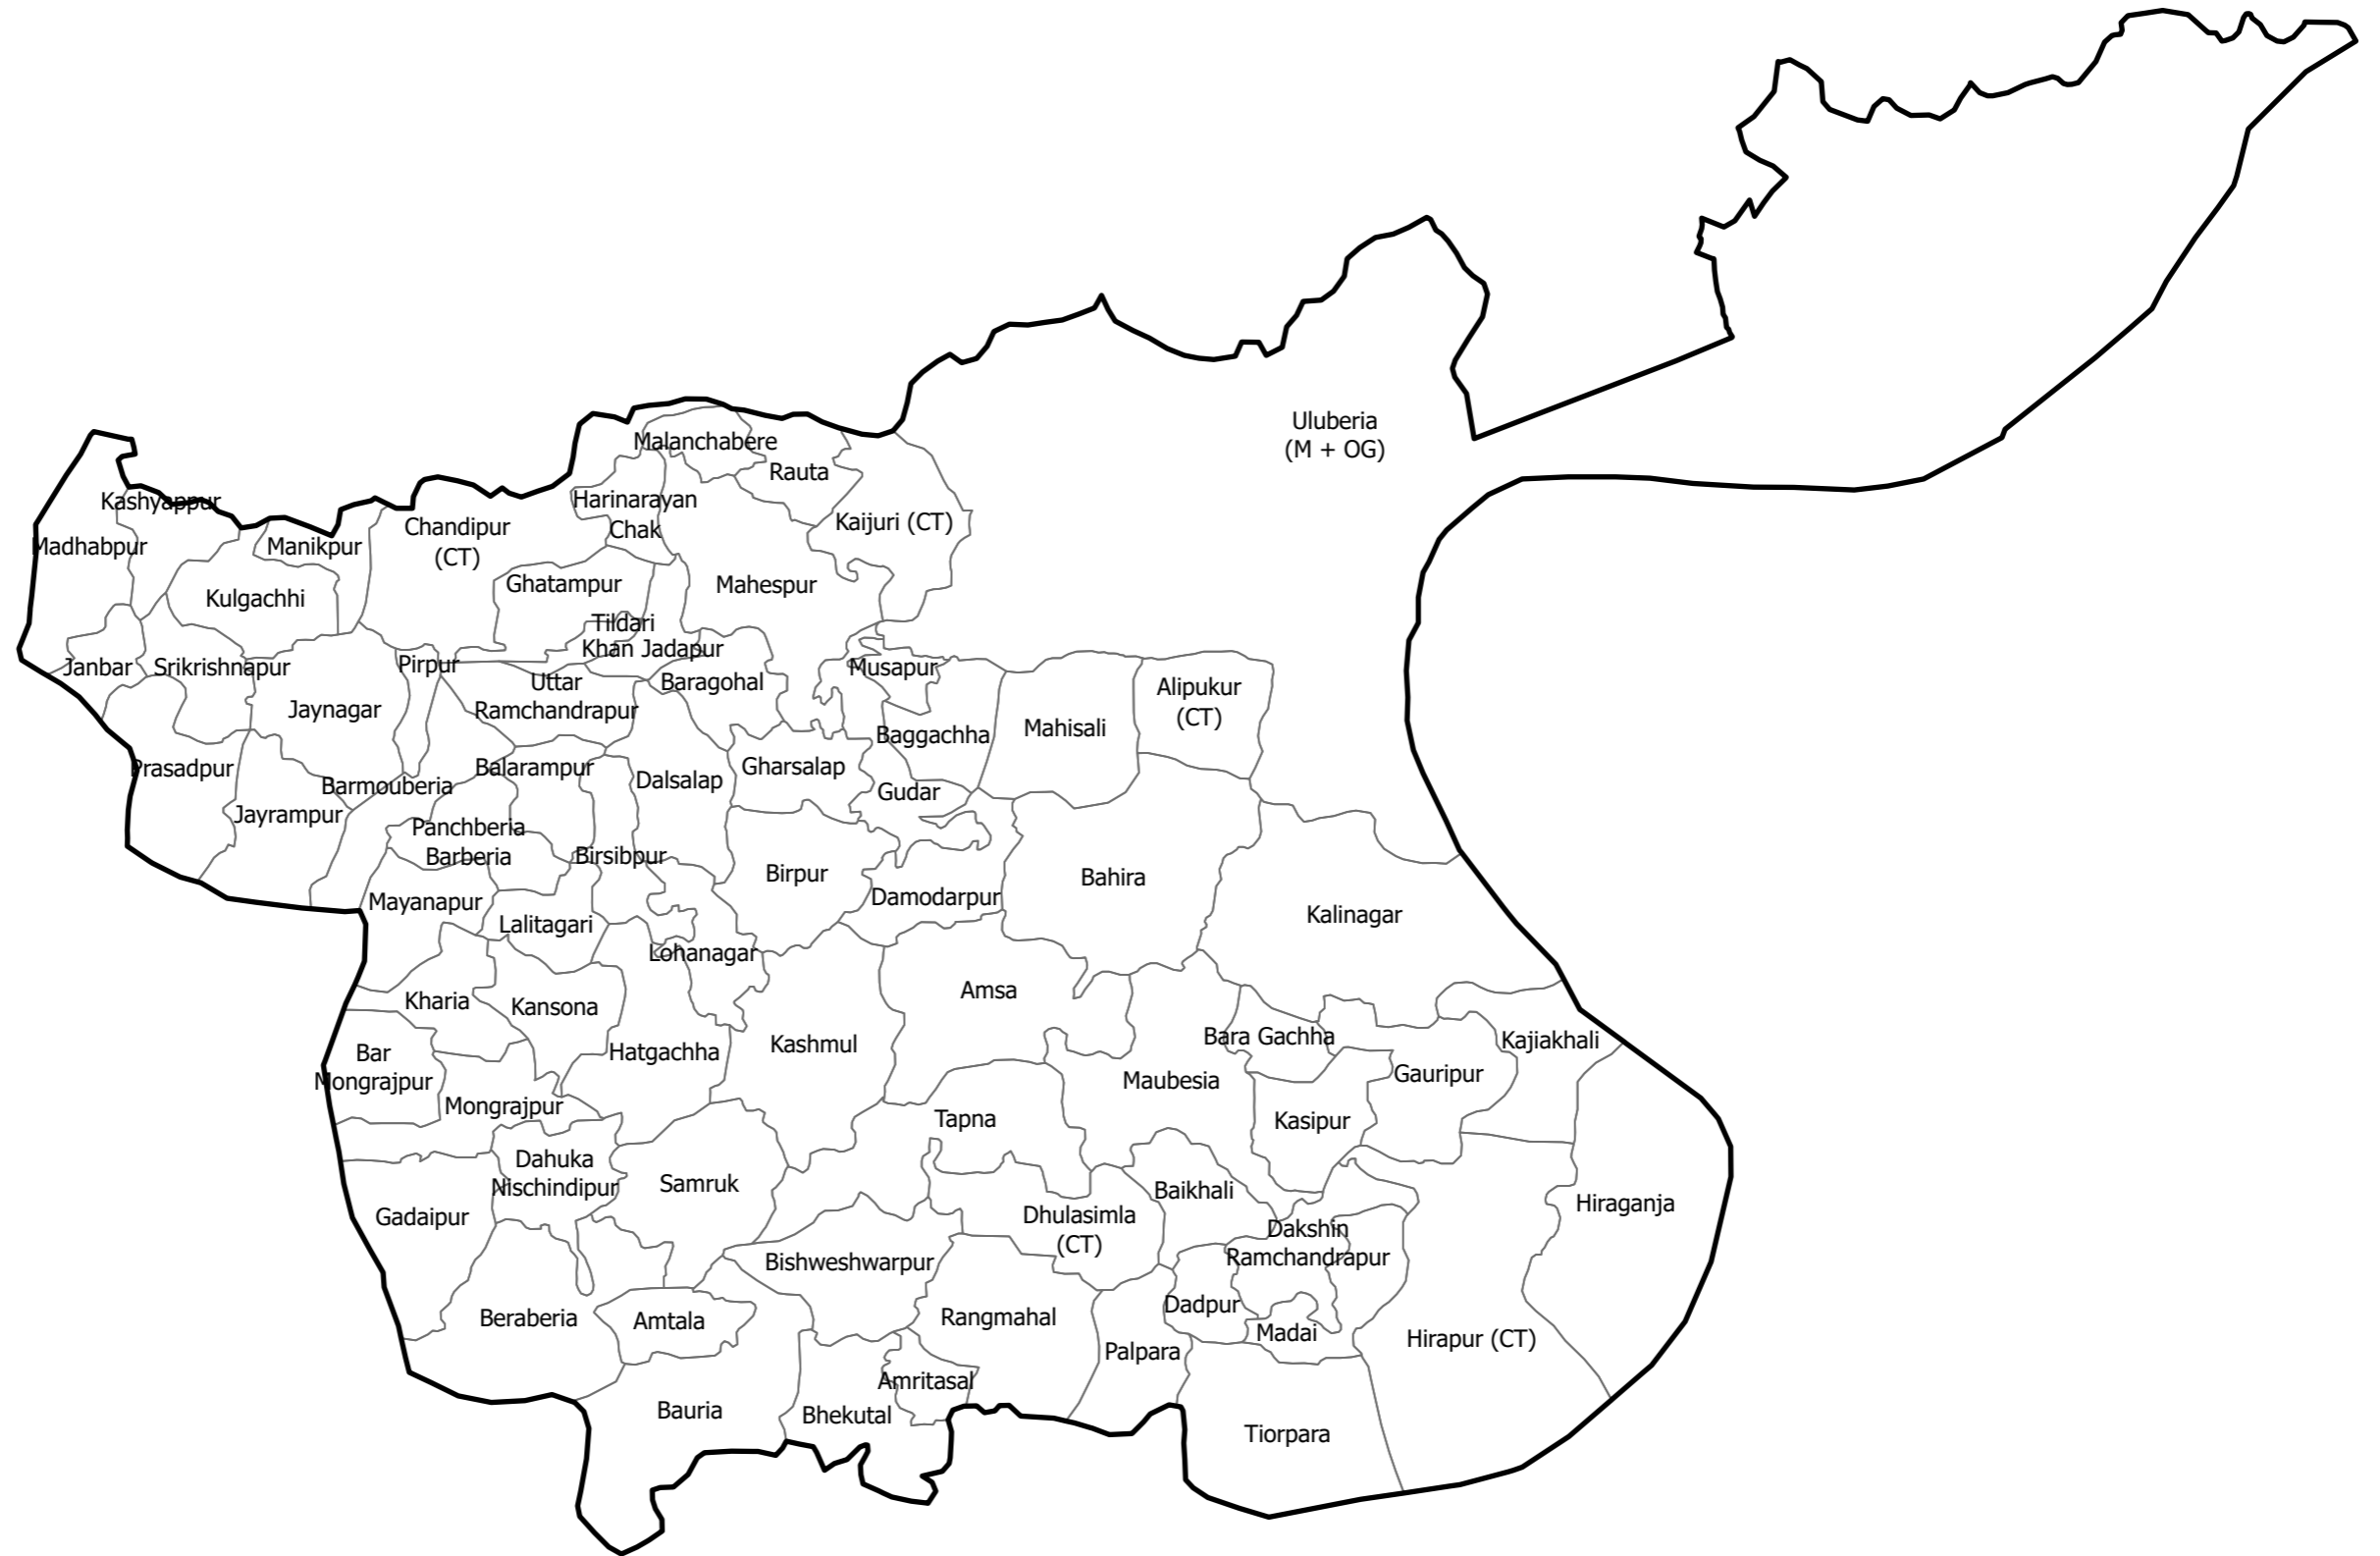 Uluberia
(M + OG)
Malanchabere
Rauta
Kashyappur
Harinarayan
Chak
Kaijuri (CT)
Chandipur
(CT)
Madhabpur
Manikpur
Ghatampur
Mahespur
Kulgachhi
Tildari
Khan Jadapur
Janbar
Srikrishnapur
Pirpur
Musapur
Uttar
Ramchandrapur
Baragohal
Alipukur
(CT)
Jaynagar
Mahisali
Baggachha
Prasadpur
Balarampur
Gharsalap
Dalsalap
Barmouberia
Gudar
Jayrampur
Panchberia
Barberia
Birsibpur
Birpur
Bahira
Damodarpur
Mayanapur
Kalinagar
Lalitagari
Lohanagar
Amsa
Kharia
Kansona
Bara Gachha
Kajiakhali
Kashmul
Hatgachha
Bar
Mongrajpur
Gauripur
Maubesia
Mongrajpur
Tapna
Kasipur
Dahuka
Nischindipur
Samruk
Baikhali
Hiraganja
Gadaipur
Dhulasimla
(CT)
Dakshin
Ramchandrapur
Bishweshwarpur
Dadpur
Beraberia
Amtala
Rangmahal
Madai
Hirapur (CT)
Palpara
Amritasal
Bauria
Bhekutal
Tiorpara